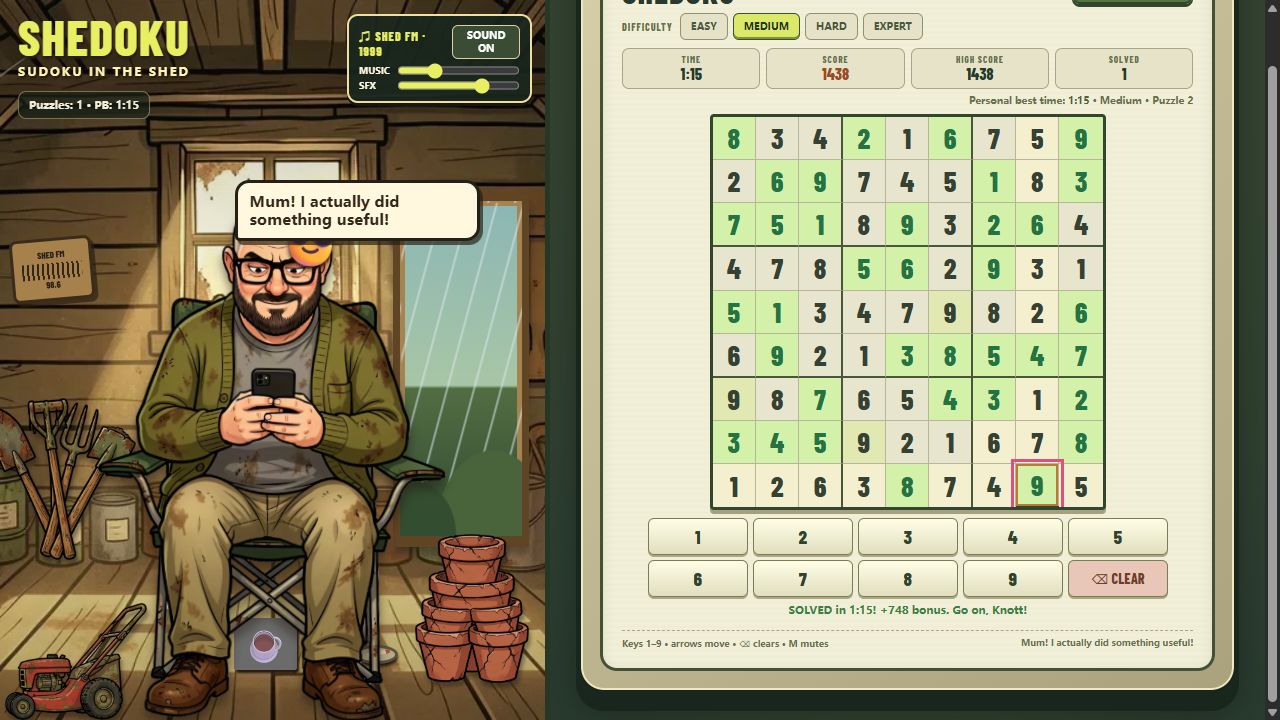 SHEDOKU
SUDOKU IN THE SHED
Puzzles: 1 • PB: 1:15
♫ SHED FM ·
1999
SOUND
ON
MUSIC
SFX
Mum! I actually did
something useful!
SHED FM
98.6
DIFFICULTY EASY MEDIUM HARD EXPERT
TIME
1:15
SCORE
1438
HIGH SCORE
1438
SOLVED
1
Personal best time: 1:15 • Medium • Puzzle 2
8 3 4 2 1 6 7 5 9
2 6 9 7 4 5 1 8 3
7 5 1 8 9 3 2 6 4
4 7 8 5 6 2 9 3 1
5 1 3 4 7 9 8 2 6
6 9 2 1 3 8 5 4 7
9 8 7 6 5 4 3 1 2
3 4 5 9 2 1 6 7 8
1 2 6 3 8 7 4 9 5
1 2 3 4 5
6 7 8 9 ⌫ CLEAR
SOLVED in 1:15! +748 bonus. Go on, Knott!
Keys 1–9 • arrows move • ⌫ clears • M mutes
Mum! I actually did something useful!